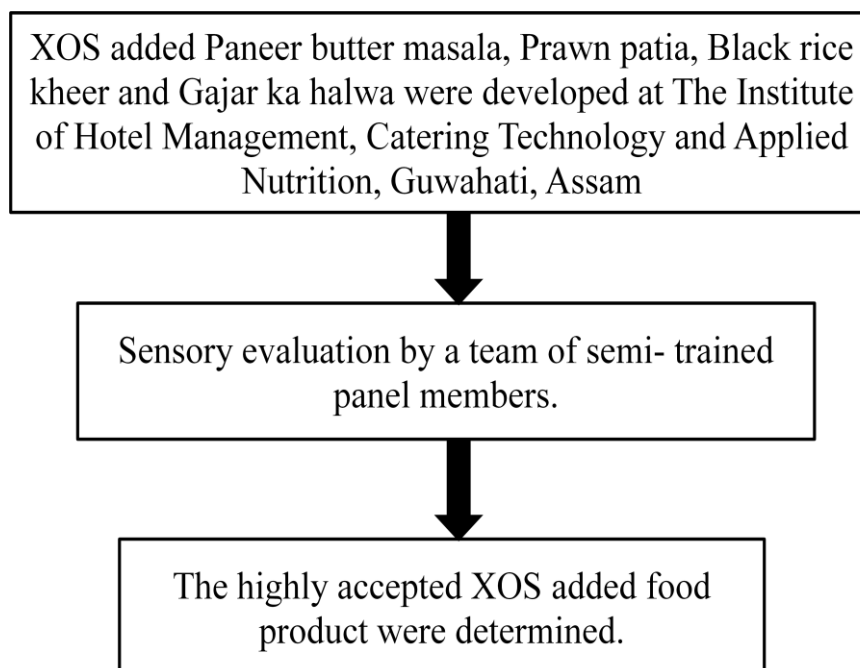 XOS added Paneer butter masala, Prawn patia, Black rice
kheer and Gajar ka halwa were developed at The Institute
of Hotel Management, Catering Technology and Applied
Nutrition, Guwahati, Assam
Sensory evaluation by a team of semi- trained
panel members.
The highly accepted XOS added food
product were determined.